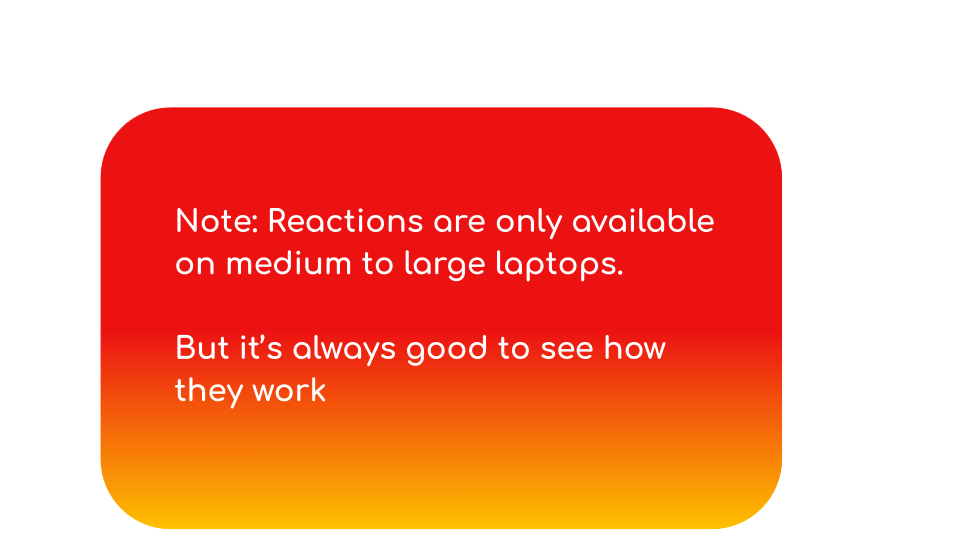 Note: Reactions are only available
on medium to large laptops.
But it’s always good to see how
they work